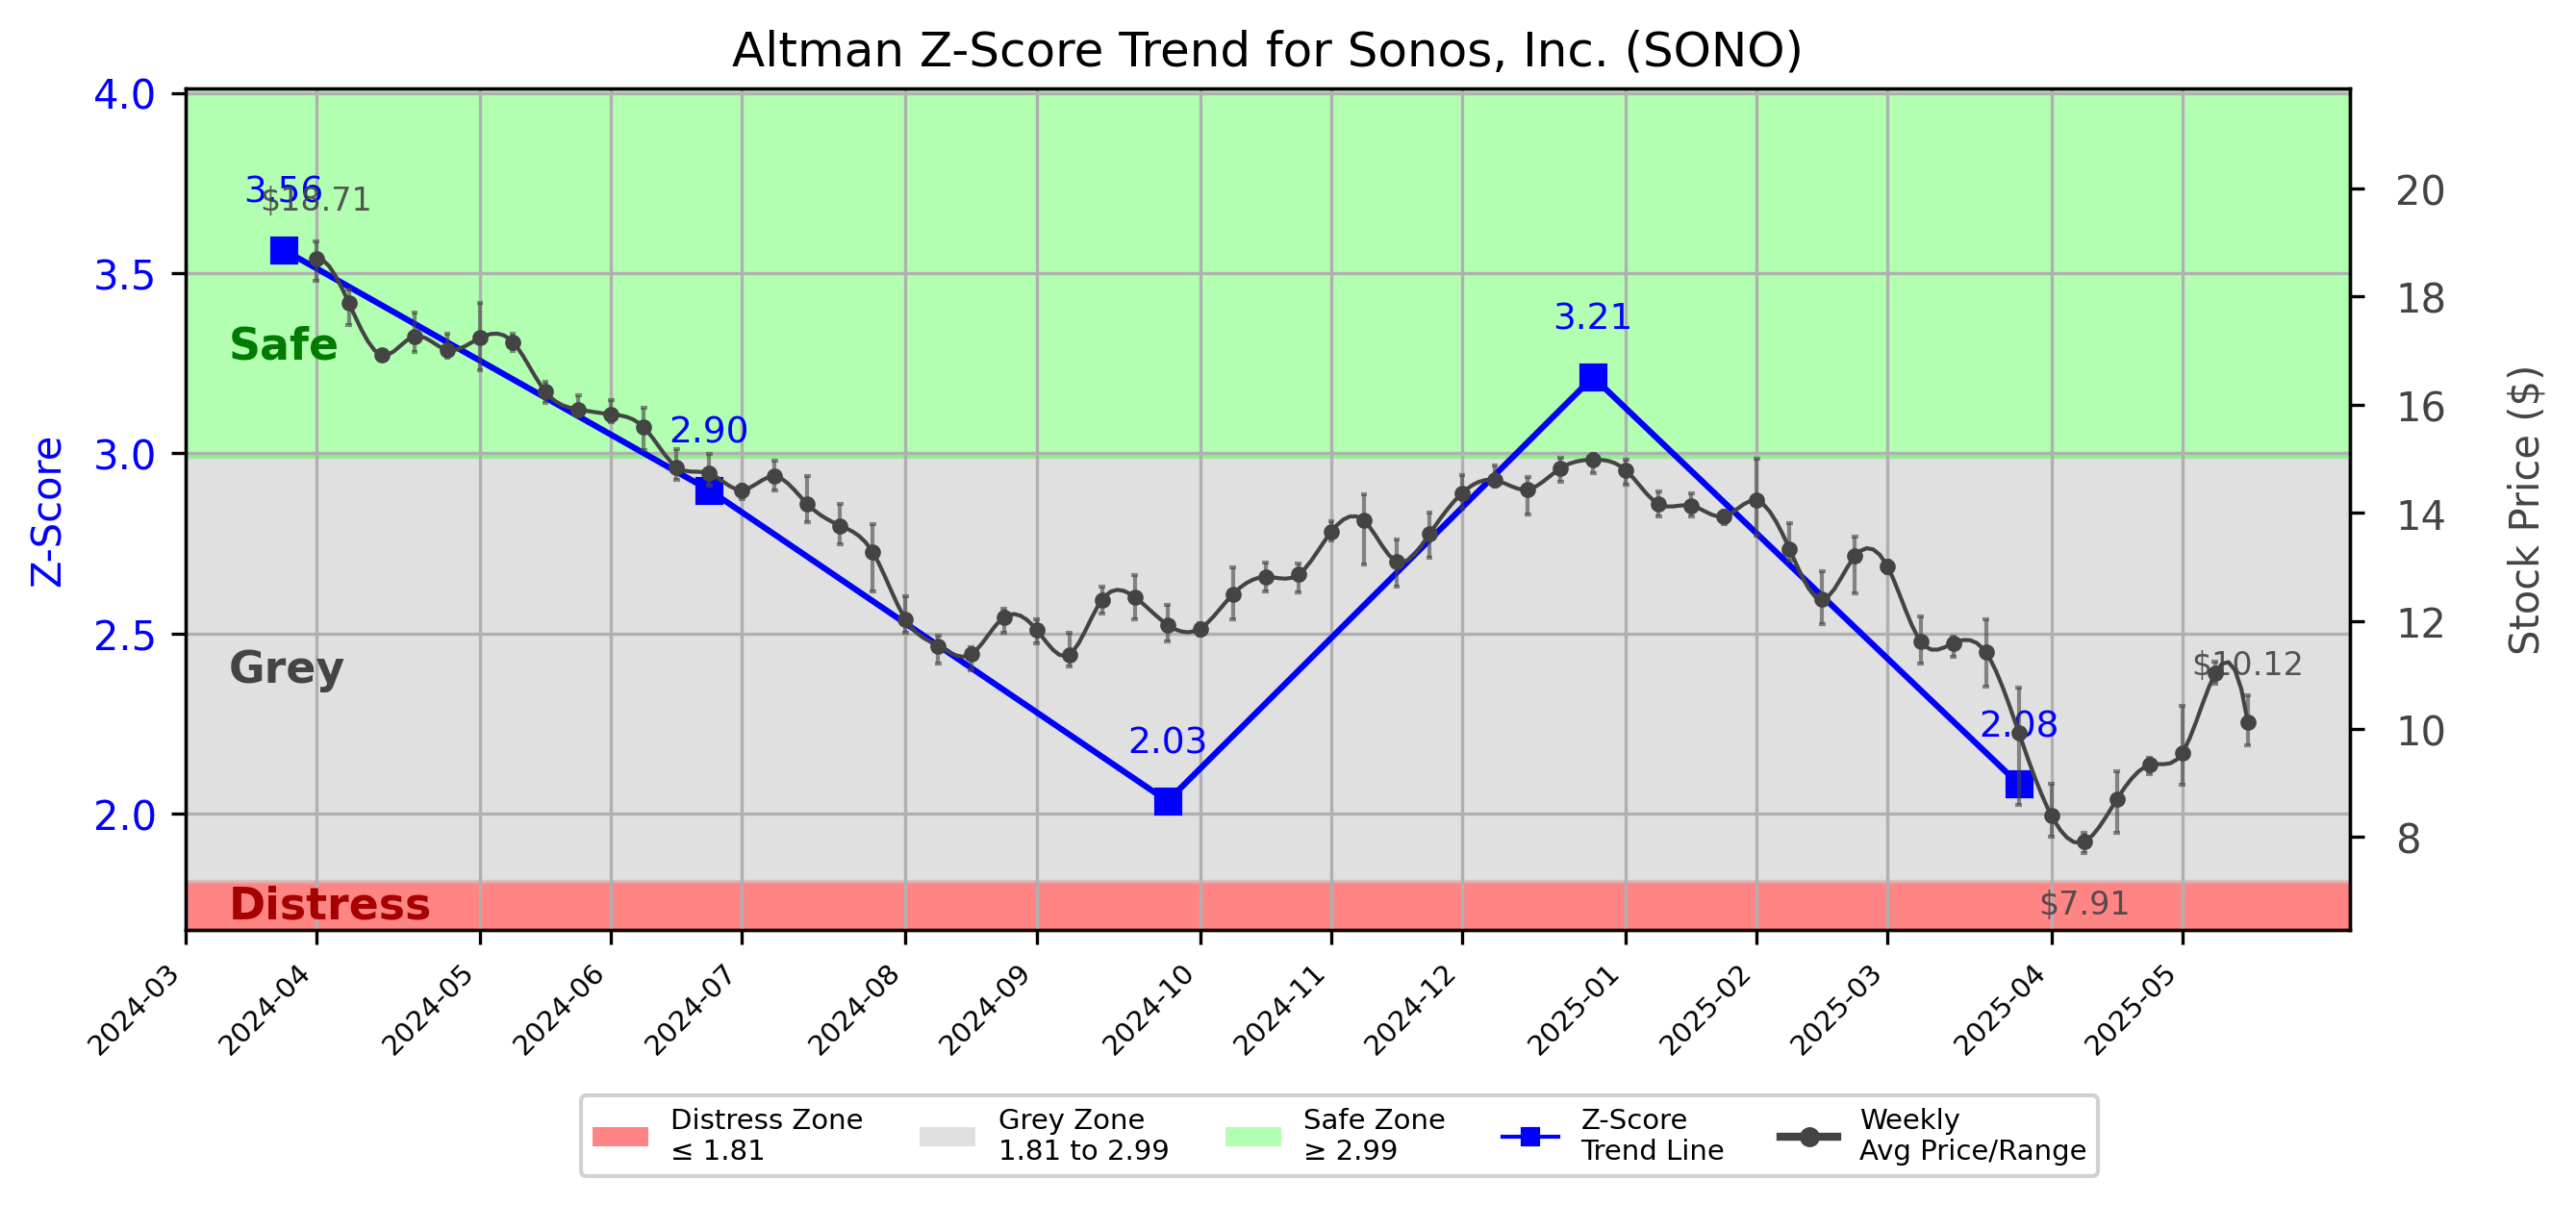 Altman Z-Score Trend for Sonos, Inc. (SONO)
Z-Score
4.0
3.5
3.0
2.5
2.0
Stock Price ($)
20
18
16
14
12
10
8
3.56
$18.71
2.90
2.03
3.21
2.08
$7.91
$10.12
Safe
Grey
Distress
2024-03
2024-04
2024-05
2024-06
2024-07
2024-08
2024-09
2024-10
2024-11
2024-12
2025-01
2025-02
2025-03
2025-04
2025-05
Distress Zone
≤ 1.81
Grey Zone
1.81 to 2.99
Safe Zone
≥ 2.99
Z-Score
Trend Line
Weekly
Avg Price/Range